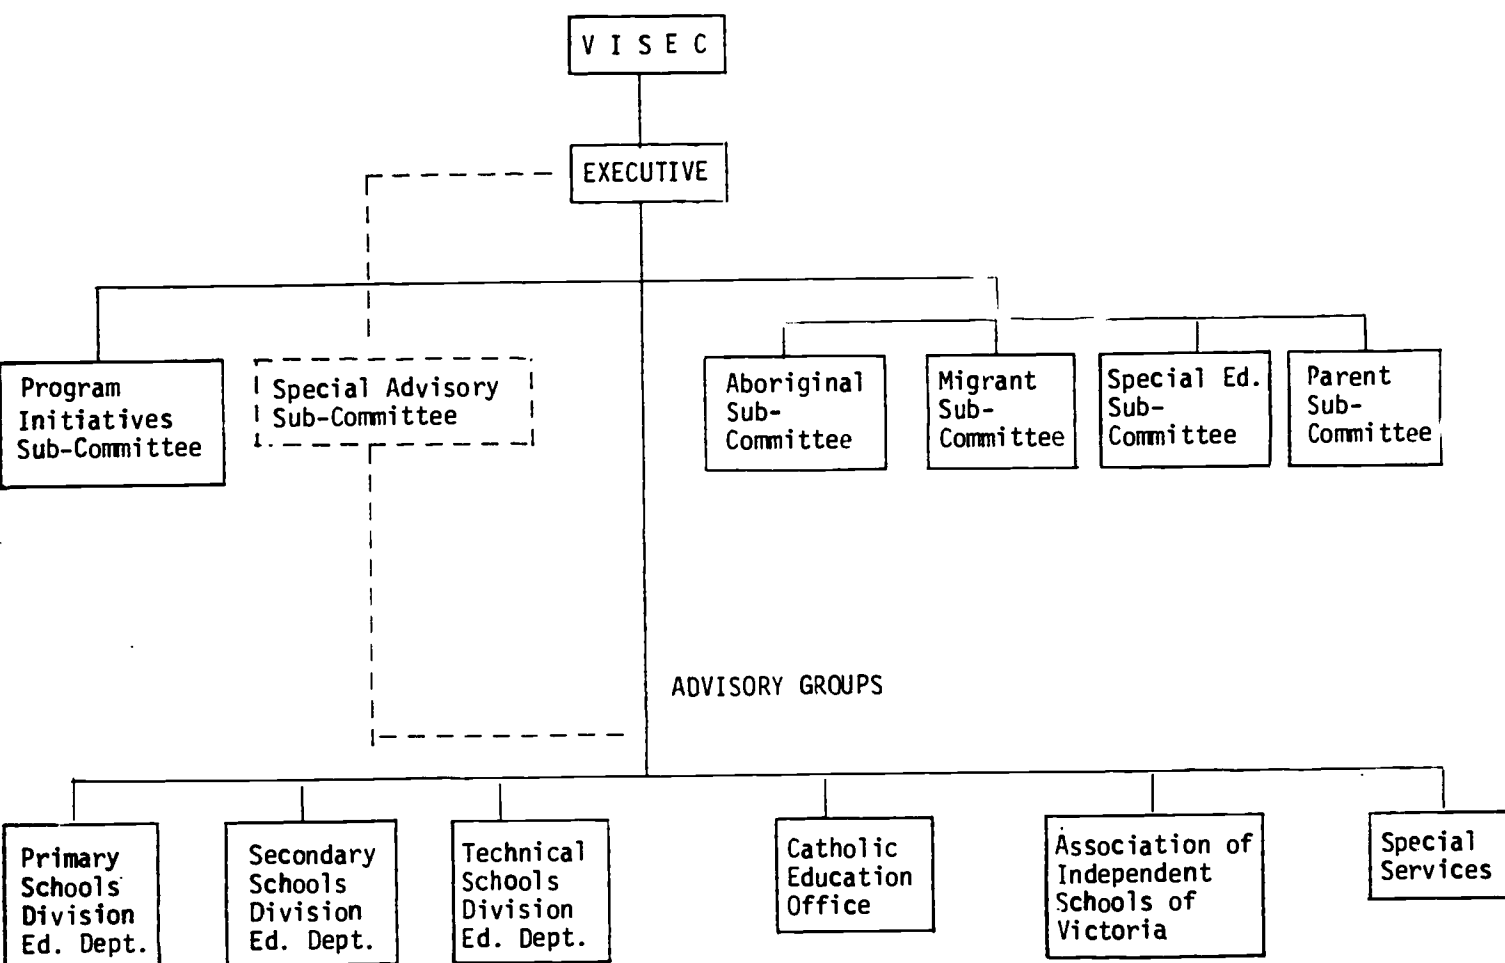 V I S E C
EXECUTIVE
Program
Initiatives
Sub-Committee
Special Advisory
Sub-Committee
Aboriginal
Sub-
Committee
Migrant
Sub-
Committee
Special Ed.
Sub-
Committee
Parent
Sub-
Committee
ADVISORY GROUPS
Primary
Schools
Division
Ed. Dept.
Secondary
Schools
Division
Ed. Dept.
Technical
Schools
Division
Ed. Dept.
Catholic
Education
Office
Association of
Independent
Schools of
Victoria
Special
Services